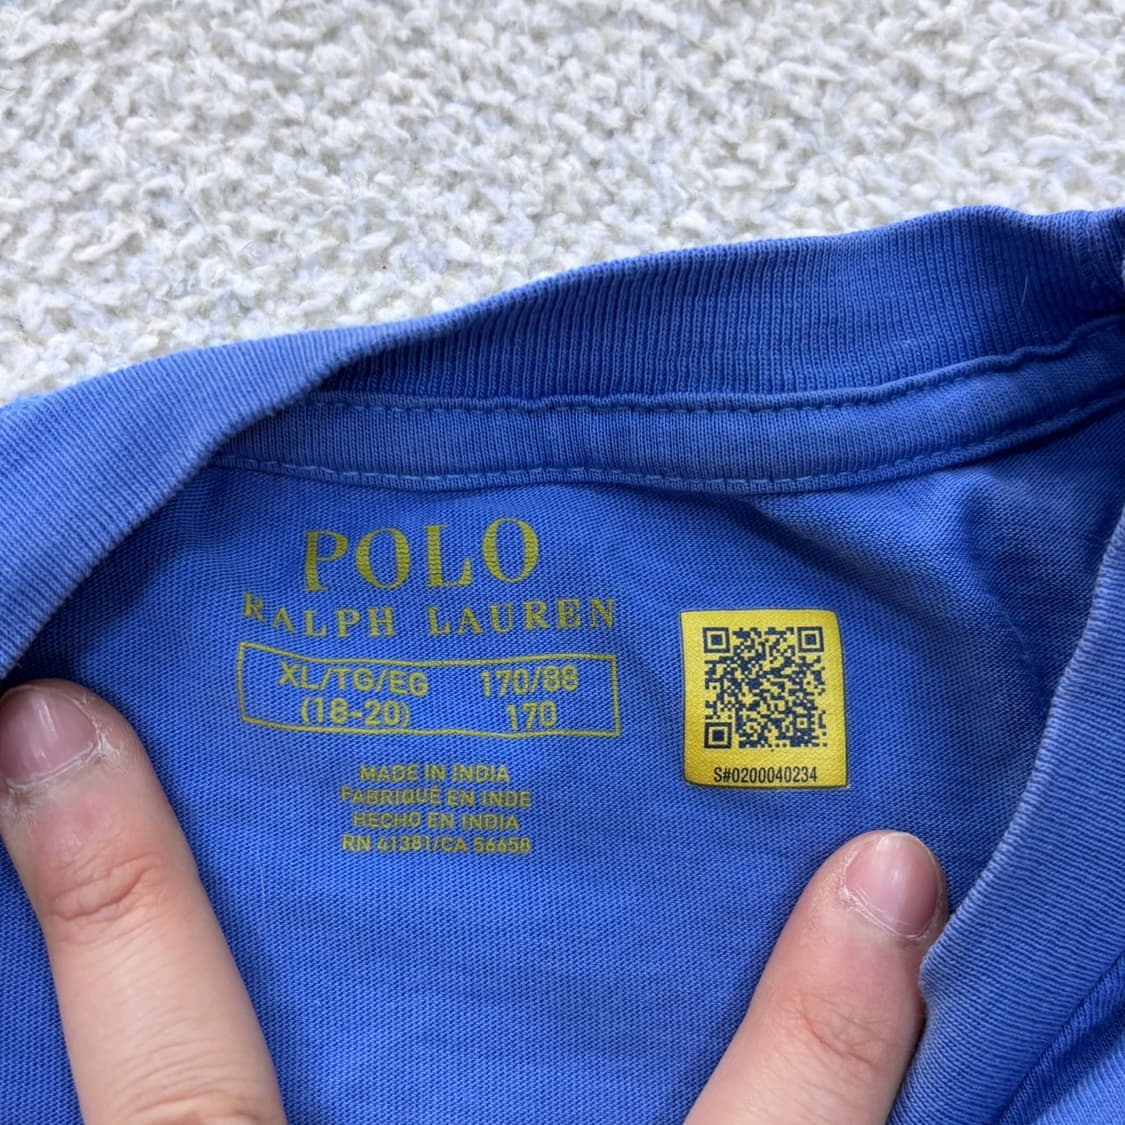 POLO
RALPH LAUREN
XL/TG/EG 170/88
(18-20) 170
MADE IN INDIA
FABRIQUÉ EN INDE
HECHO EN INDIA
RN 41381/CA 56658
S#0200040234